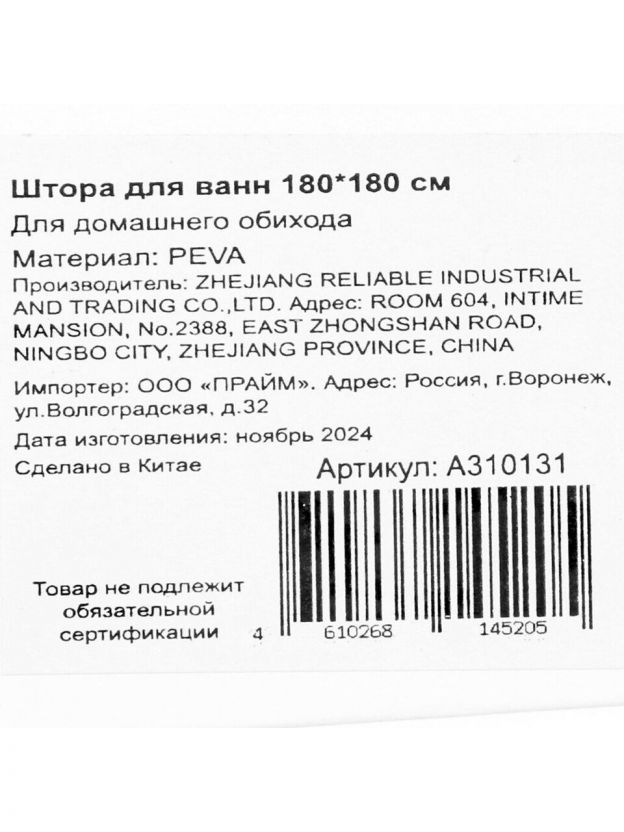 Штора для ванн 180*180 см
Для домашнего обихода
Материал: PEVA
Производитель: ZHEJIANG RELIABLE INDUSTRIAL
AND TRADING CO.,LTD. Адрес: ROOM 604, INTIME
MANSION, No.2388, EAST ZHONGSHAN ROAD,
NINGBO CITY, ZHEJIANG PROVINCE, CHINA
Импортер: ООО «ПРАЙМ». Адрес: Россия, г.Воронеж,
ул.Волгоградская, д.32
Дата изготовления: ноябрь 2024
Сделано в Китае
Артикул: А310131
Товар не подлежит
обязательной
сертификации
4 610268 145205